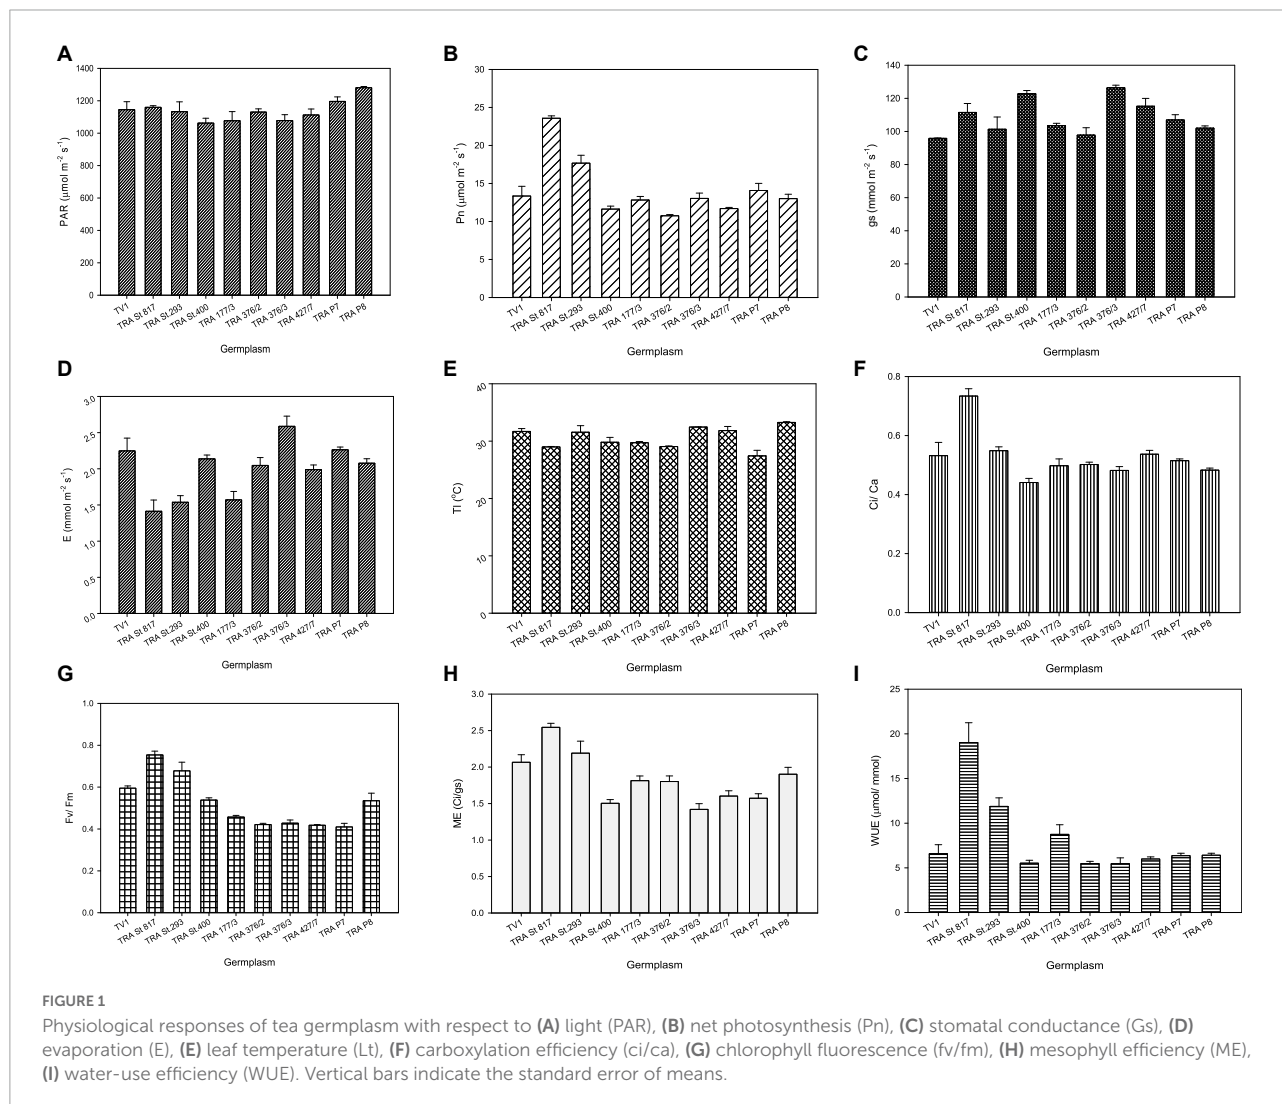 A
1400
1200
1000
800
600
400
200
0
PAR
(µmol m⁻² s⁻¹)
TV1
TRA St 817
TRA St.293
TRA St.400
TRA 177/3
TRA 376/2
TRA 376/3
TRA 427/7
TRA P7
TRA P8
Germplasm
B
30
25
20
15
10
5
0
Pn (µmol m⁻² s⁻¹)
TV1
TRA St 817
TRA St.293
TRA St.400
TRA 177/3
TRA 376/2
TRA 376/3
TRA 427/7
TRA P7
TRA P8
Germplasm
C
140
120
100
80
60
40
20
0
gs (mmol m⁻² s⁻¹)
TV1
TRA St 817
TRA St.293
TRA St.400
TRA 177/3
TRA 376/2
TRA 376/3
TRA 427/7
TRA P7
TRA P8
Germplasm
D
3.0
2.5
2.0
1.5
1.0
0.5
0.0
E (mmol m⁻² s⁻¹)
TV1
TRA St 817
TRA St.293
TRA St.400
TRA 177/3
TRA 376/2
TRA 376/3
TRA 427/7
TRA P7
TRA P8
Germplasm
E
40
30
20
10
0
Tl (⁰C)
TV1
TRA St 817
TRA St.293
TRA St.400
TRA 177/3
TRA 376/2
TRA 376/3
TRA 427/7
TRA P7
TRA P8
Germplasm
F
0.8
0.6
0.4
0.2
0.0
Ci/ Ca
TV1
TRA St 817
TRA St.293
TRA St.400
TRA 177/3
TRA 376/2
TRA 376/3
TRA 427/7
TRA P7
TRA P8
Germplasm
G
1.0
0.8
0.6
0.4
0.2
0.0
Fv/ Fm
TV1
TRA St 817
TRA St.293
TRA St.400
TRA 177/3
TRA 376/2
TRA 376/3
TRA 427/7
TRA P7
TRA P8
Germplasm
H
3.0
2.5
2.0
1.5
1.0
0.5
0.0
ME (Ci/gs)
TV1
TRA St 817
TRA St.293
TRA St.400
TRA 177/3
TRA 376/2
TRA 376/3
TRA 427/7
TRA P7
TRA P8
Germplasm
I
25
20
15
10
5
0
WUE (µmol/ mmol)
TV1
TRA St 817
TRA St.293
TRA St.400
TRA 177/3
TRA 376/2
TRA 376/3
TRA 427/7
TRA P7
TRA P8
Germplasm
FIGURE 1
Physiological responses of tea germplasm with respect to (A) light (PAR), (B) net photosynthesis (Pn), (C) stomatal conductance (Gs), (D)
evaporation (E), (E) leaf temperature (Lt), (F) carboxylation efficiency (ci/ca), (G) chlorophyll fluorescence (fv/fm), (H) mesophyll efficiency (ME),
(I) water-use efficiency (WUE). Vertical bars indicate the standard error of means.